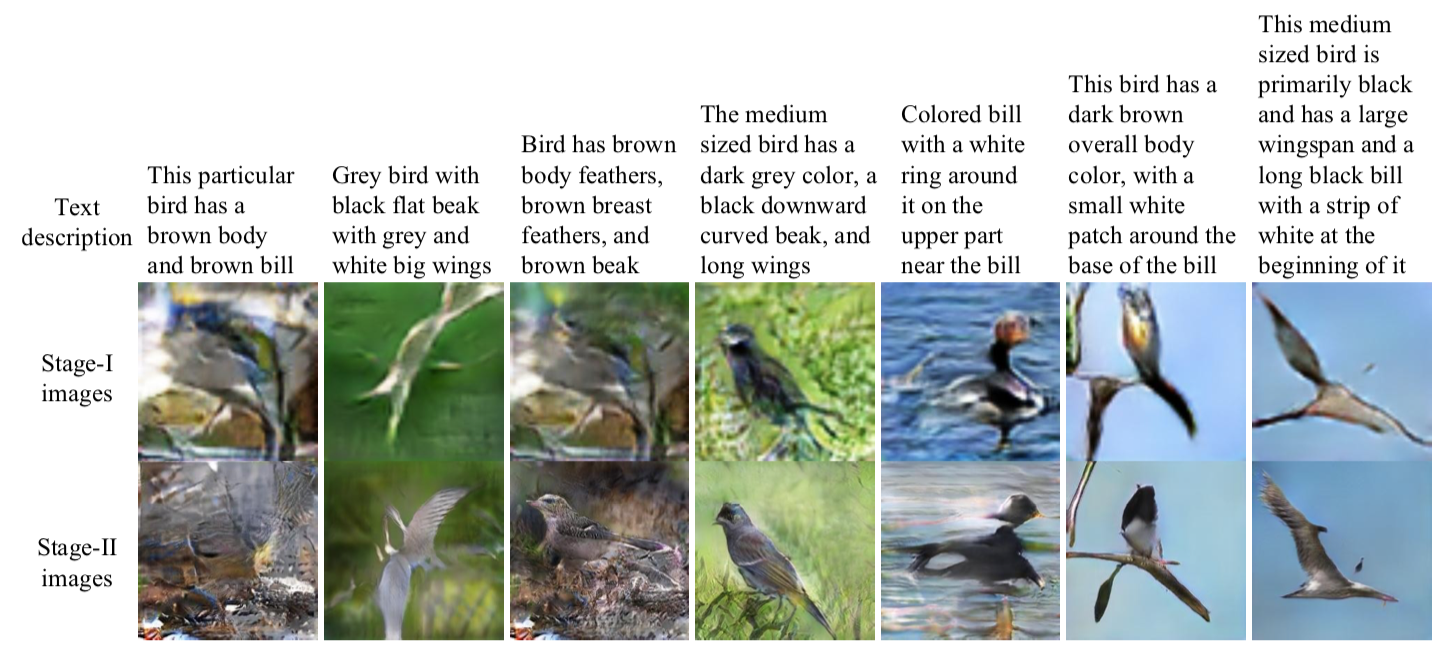 Text
description
This particular
bird has a
brown body
and brown bill
Grey bird with
black flat beak
with grey and
white big wings
Bird has brown
body feathers,
brown breast
feathers, and
brown beak
The medium
sized bird has a
dark grey color, a
black downward
curved beak, and
long wings
Colored bill
with a white
ring around
it on the
upper part
near the bill
This bird has a
dark brown
overall body
color, with a
small white
patch around the
base of the bill
This medium
sized bird is
primarily black
and has a large
wingspan and a
long black bill
with a strip of
white at the
beginning of it
Stage-I
images
Stage-II
images